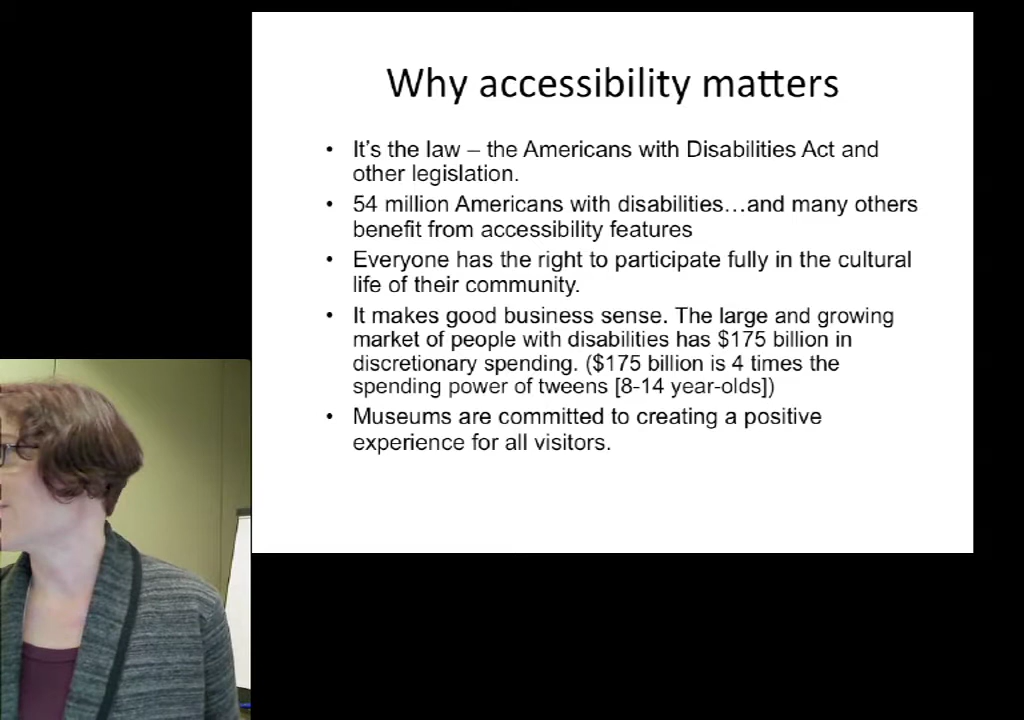 Why accessibility matters
• It's the law – the Americans with Disabilities Act and
other legislation.
• 54 million Americans with disabilities…and many others
benefit from accessibility features
• Everyone has the right to participate fully in the cultural
life of their community.
• It makes good business sense. The large and growing
market of people with disabilities has $175 billion in
discretionary spending. ($175 billion is 4 times the
spending power of tweens [8-14 year-olds])
• Museums are committed to creating a positive
experience for all visitors.